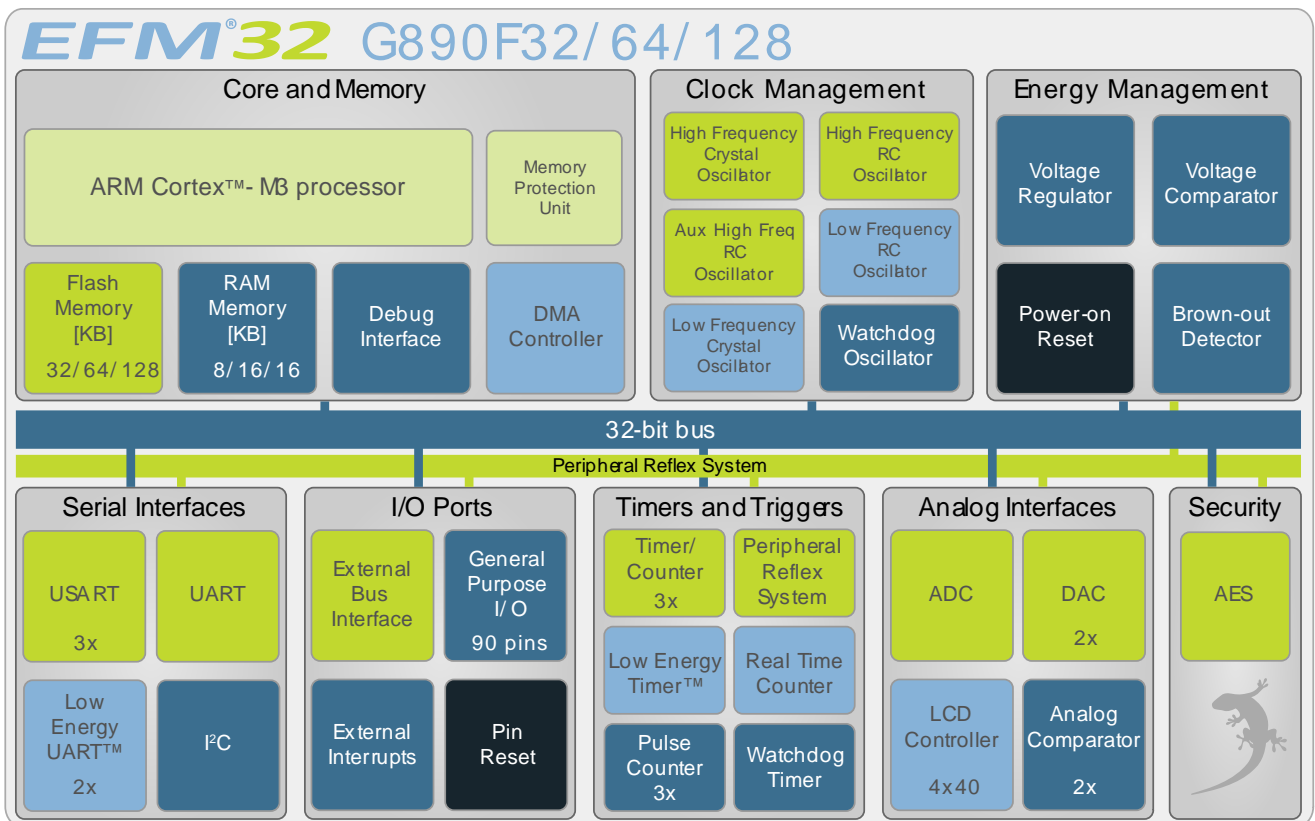 EFM®32 G890F32/64/128
Core and Memory
ARM Cortex™-M3 processor
Memory
Protection
Unit
Flash
Memory
[KB]
32/64/128
RAM
Memory
[KB]
8/16/16
Debug
Interface
DMA
Controller
Clock Management
High Frequency
Crystal
Oscillator
High Frequency
RC
Oscillator
Aux High Freq
RC
Oscillator
Low Frequency
RC
Oscillator
Low Frequency
Crystal
Oscillator
Watchdog
Oscillator
Energy Management
Voltage
Regulator
Voltage
Comparator
Power-on
Reset
Brown-out
Detector
32-bit bus
Peripheral Reflex System
Serial Interfaces
USART
3x
UART
Low
Energy
UART™
2x
I²C
I/O Ports
External
Bus
Interface
General
Purpose
I/O
90 pins
External
Interrupts
Pin
Reset
Timers and Triggers
Timer/
Counter
3x
Peripheral
Reflex
System
Low Energy
Timer™
Real Time
Counter
Pulse
Counter
3x
Watchdog
Timer
Analog Interfaces
ADC
DAC
2x
LCD
Controller
4x40
Analog
Comparator
2x
Security
AES